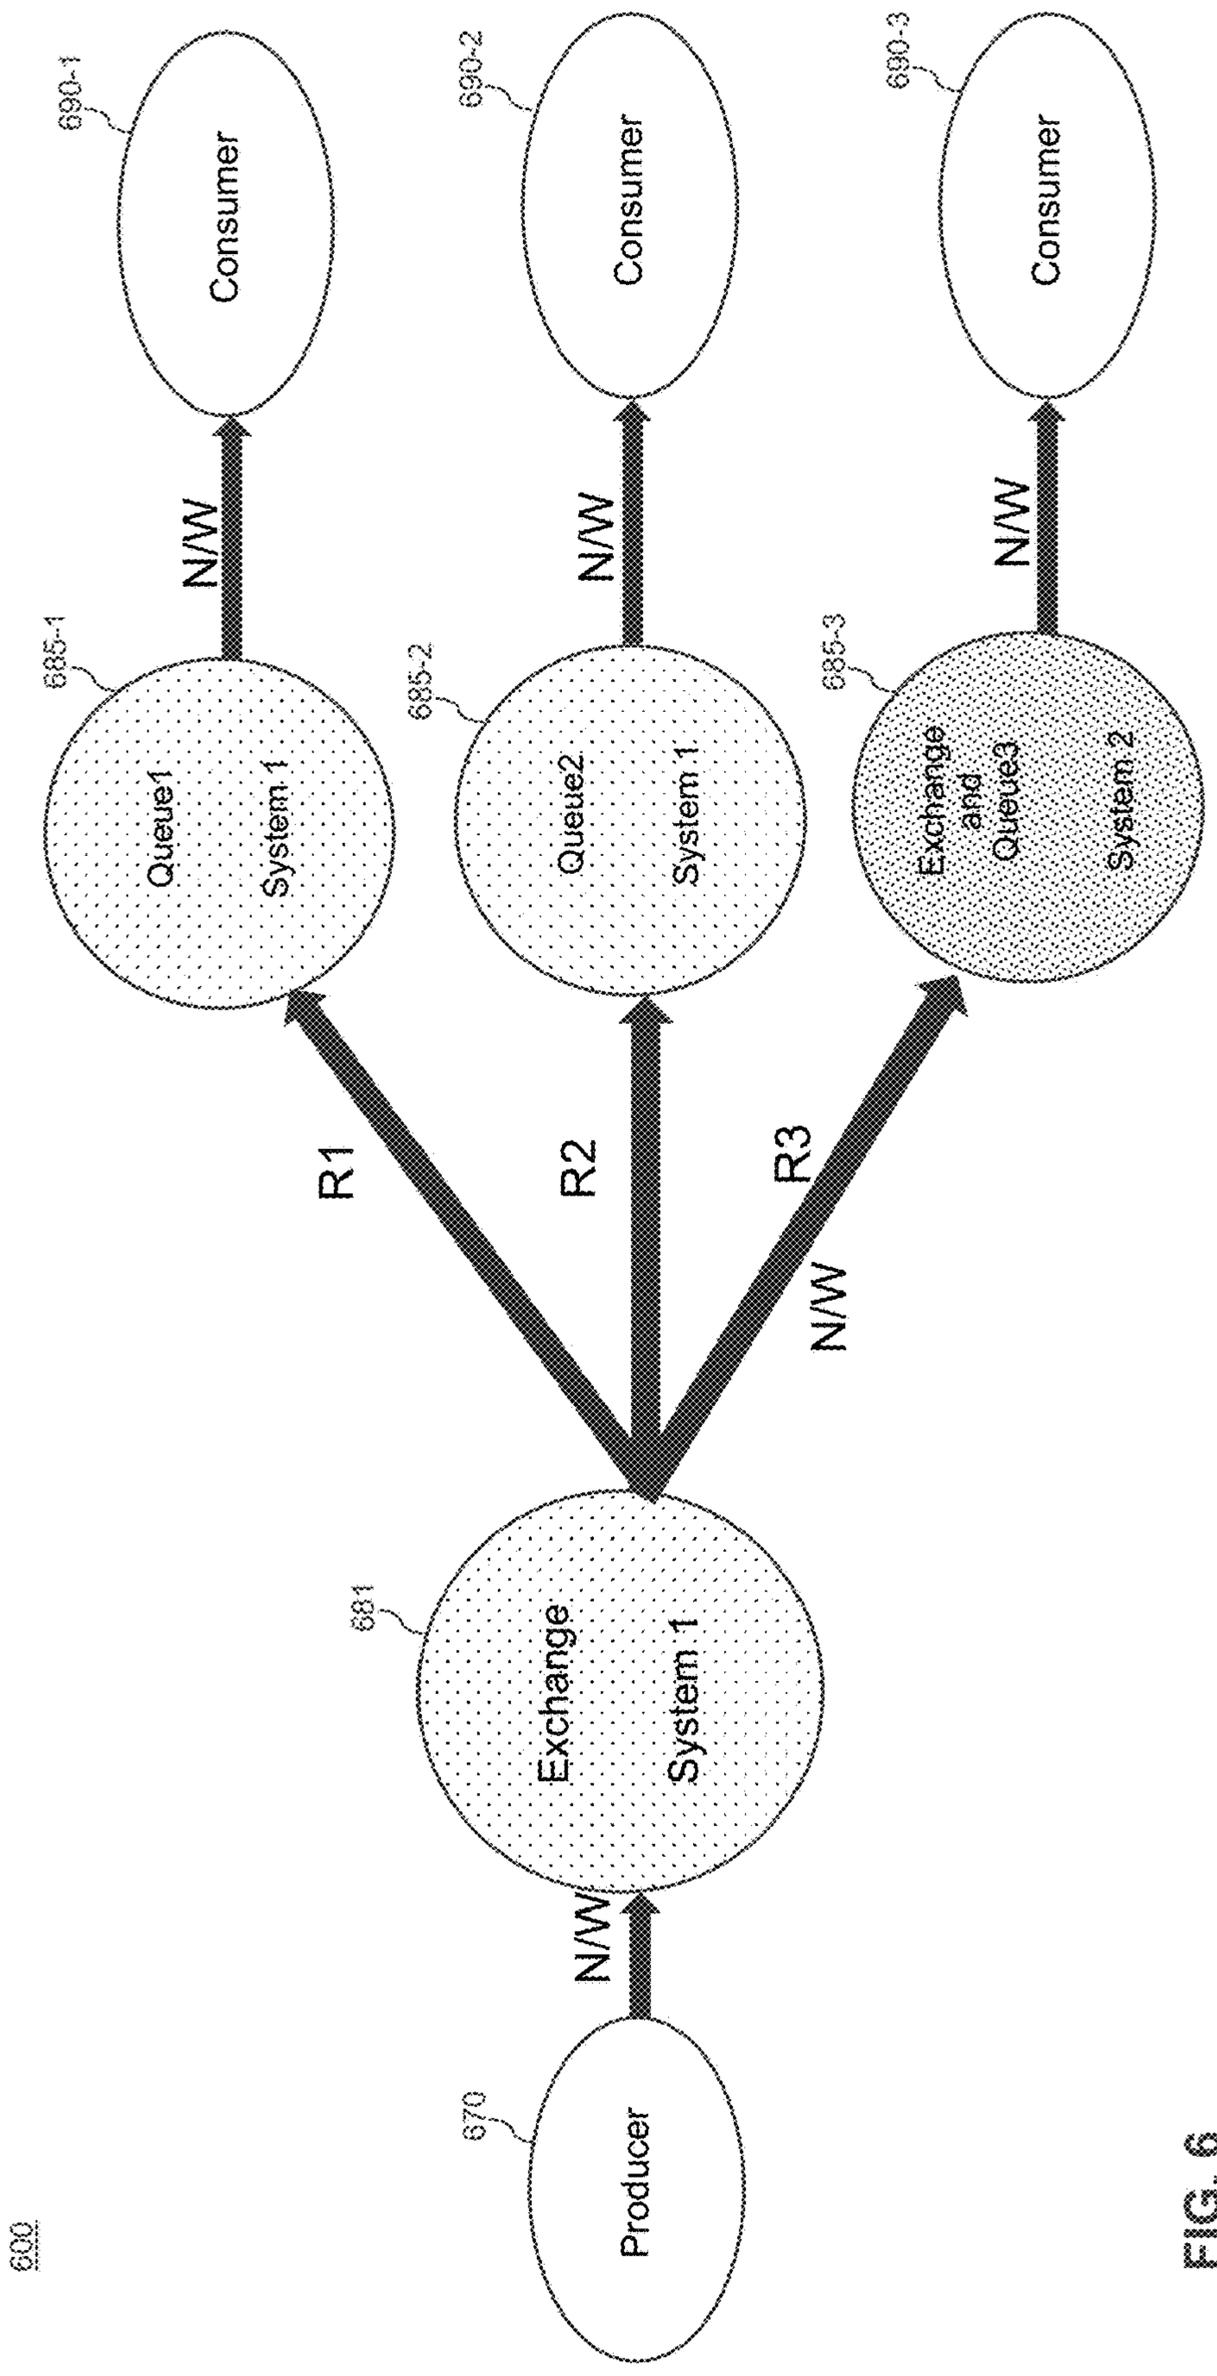 600
670
Producer
N/W
681
Exchange
System 1
R1
R2
R3
N/W
685-1
Queue1
System 1
N/W
690-1
Consumer
685-2
Queue2
System 1
N/W
690-2
Consumer
685-3
Exchange
and
Queue3
System 2
N/W
690-3
Consumer
FIG. 6